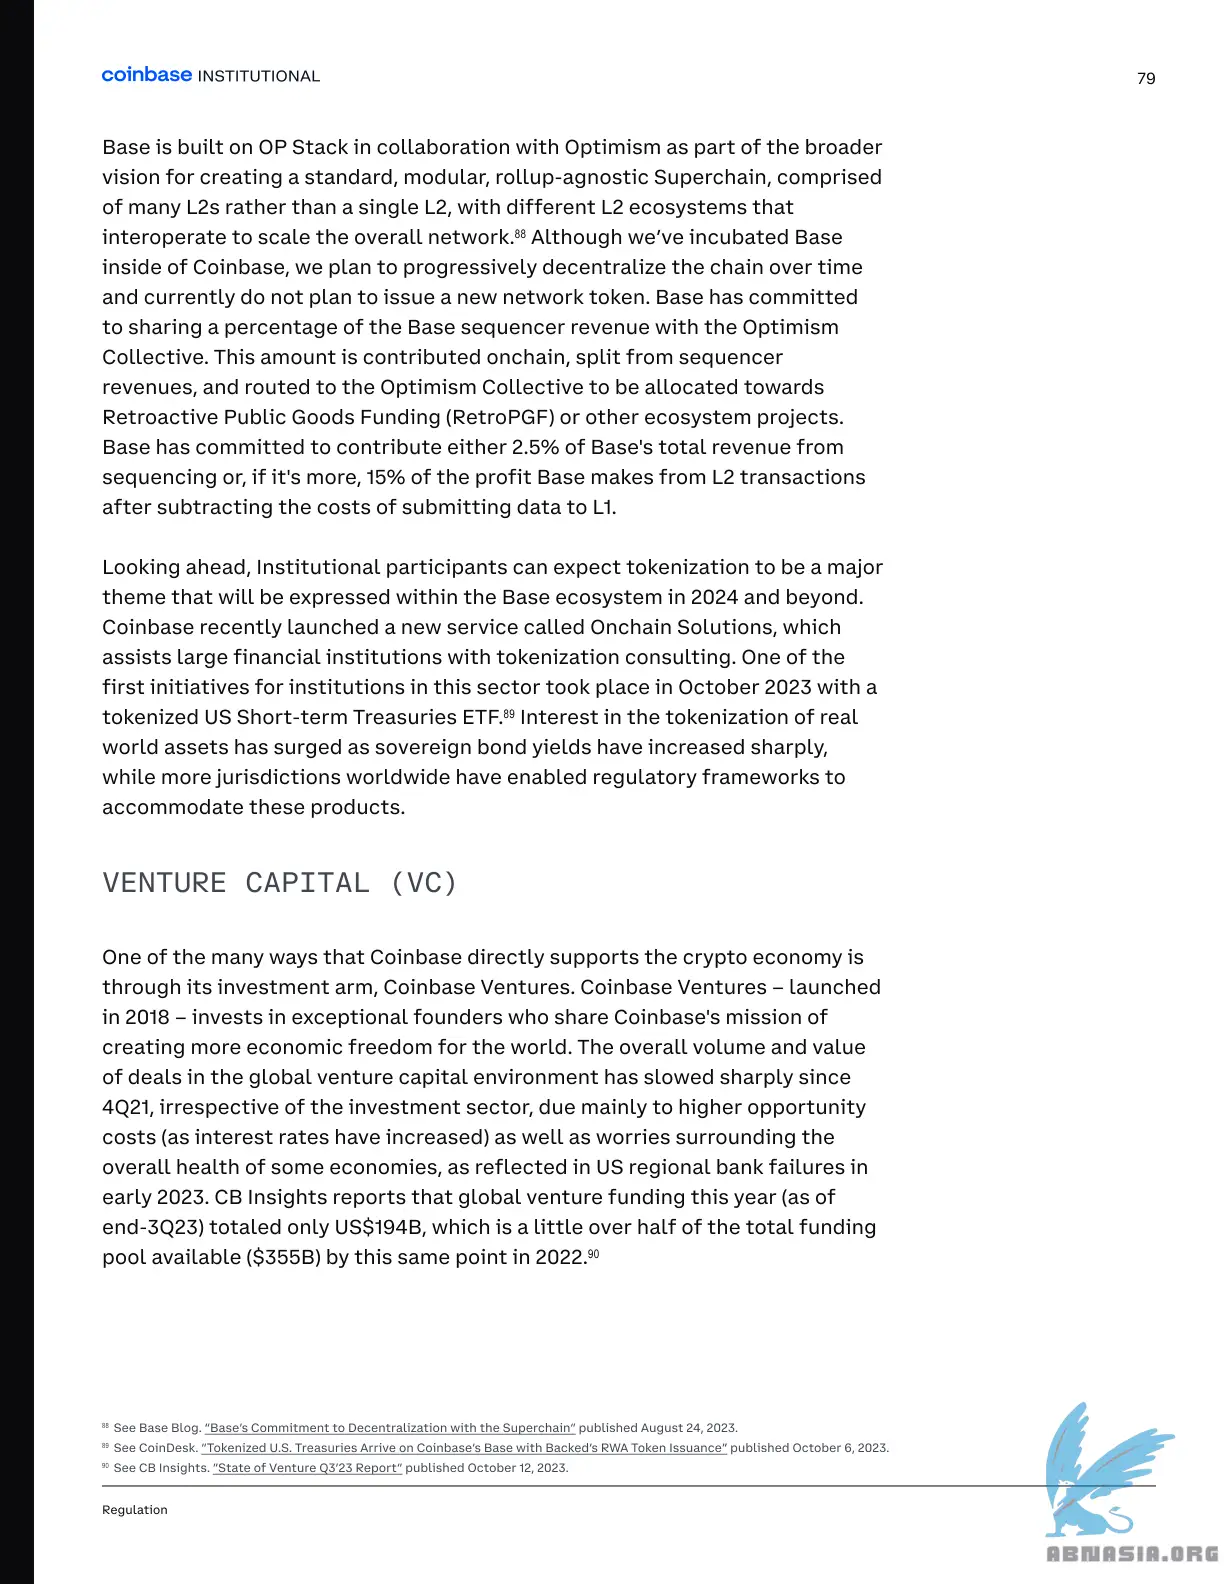 coinbase INSTITUTIONAL
79
Base is built on OP Stack in collaboration with Optimism as part of the broader
vision for creating a standard, modular, rollup-agnostic Superchain, comprised
of many L2s rather than a single L2, with different L2 ecosystems that
interoperate to scale the overall network.88 Although we’ve incubated Base
inside of Coinbase, we plan to progressively decentralize the chain over time
and currently do not plan to issue a new network token. Base has committed
to sharing a percentage of the Base sequencer revenue with the Optimism
Collective. This amount is contributed onchain, split from sequencer
revenues, and routed to the Optimism Collective to be allocated towards
Retroactive Public Goods Funding (RetroPGF) or other ecosystem projects.
Base has committed to contribute either 2.5% of Base's total revenue from
sequencing or, if it's more, 15% of the profit Base makes from L2 transactions
after subtracting the costs of submitting data to L1.
Looking ahead, Institutional participants can expect tokenization to be a major
theme that will be expressed within the Base ecosystem in 2024 and beyond.
Coinbase recently launched a new service called Onchain Solutions, which
assists large financial institutions with tokenization consulting. One of the
first initiatives for institutions in this sector took place in October 2023 with a
tokenized US Short-term Treasuries ETF.89 Interest in the tokenization of real
world assets has surged as sovereign bond yields have increased sharply,
while more jurisdictions worldwide have enabled regulatory frameworks to
accommodate these products.
VENTURE CAPITAL (VC)
One of the many ways that Coinbase directly supports the crypto economy is
through its investment arm, Coinbase Ventures. Coinbase Ventures – launched
in 2018 – invests in exceptional founders who share Coinbase's mission of
creating more economic freedom for the world. The overall volume and value
of deals in the global venture capital environment has slowed sharply since
4Q21, irrespective of the investment sector, due mainly to higher opportunity
costs (as interest rates have increased) as well as worries surrounding the
overall health of some economies, as reflected in US regional bank failures in
early 2023. CB Insights reports that global venture funding this year (as of
end-3Q23) totaled only US$194B, which is a little over half of the total funding
pool available ($355B) by this same point in 2022.90
88 See Base Blog. “Base’s Commitment to Decentralization with the Superchain” published August 24, 2023.
89 See CoinDesk. “Tokenized U.S. Treasuries Arrive on Coinbase’s Base with Backed’s RWA Token Issuance” published October 6, 2023.
90 See CB Insights. “State of Venture Q3’23 Report” published October 12, 2023.
Regulation
ABNASIA.ORG